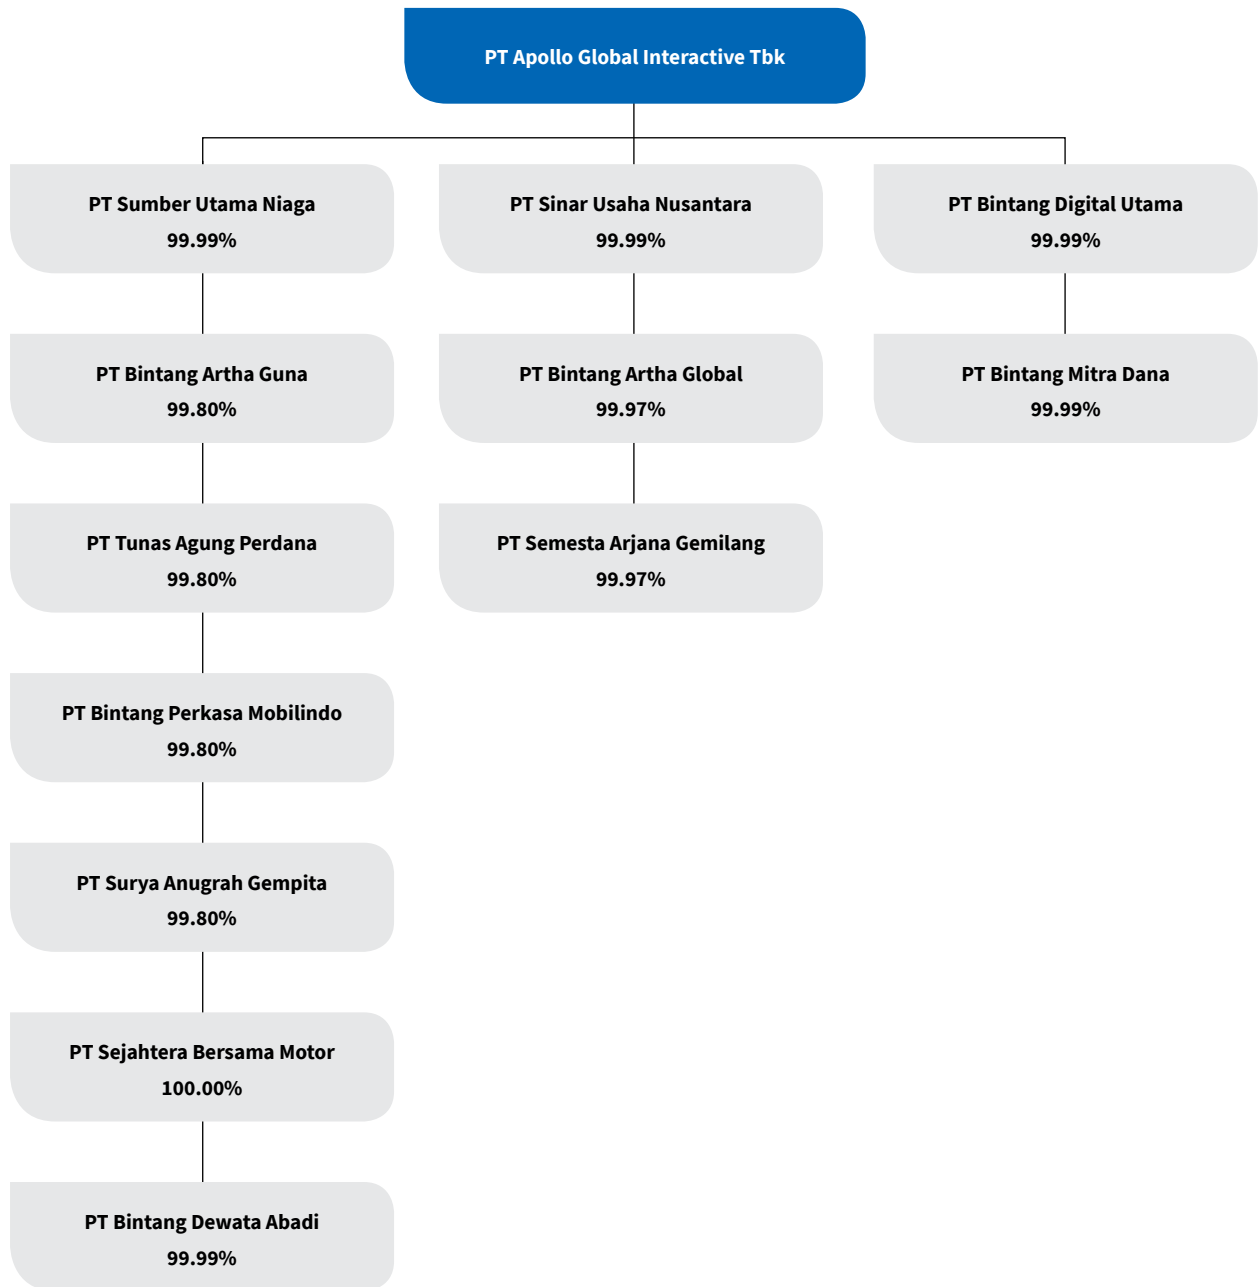 PT Apollo Global Interactive Tbk
PT Sumber Utama Niaga
99.99%
PT Sinar Usaha Nusantara
99.99%
PT Bintang Digital Utama
99.99%
PT Bintang Artha Guna
99.80%
PT Bintang Artha Global
99.97%
PT Bintang Mitra Dana
99.99%
PT Tunas Agung Perdana
99.80%
PT Semesta Arjana Gemilang
99.97%
PT Bintang Perkasa Mobilindo
99.80%
PT Surya Anugrah Gempita
99.80%
PT Sejahtera Bersama Motor
100.00%
PT Bintang Dewata Abadi
99.99%